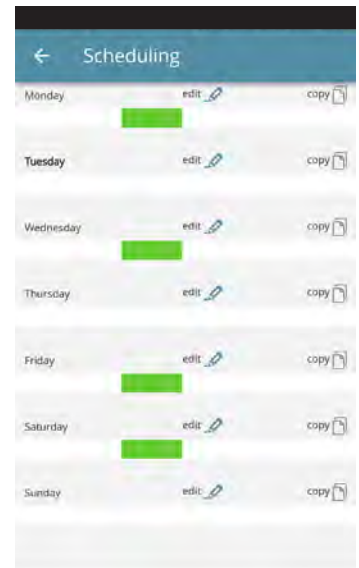 Scheduling
Monday edit copy
Tuesday edit copy
Wednesday edit copy
Thursday edit copy
Friday edit copy
Saturday edit copy
Sunday edit copy